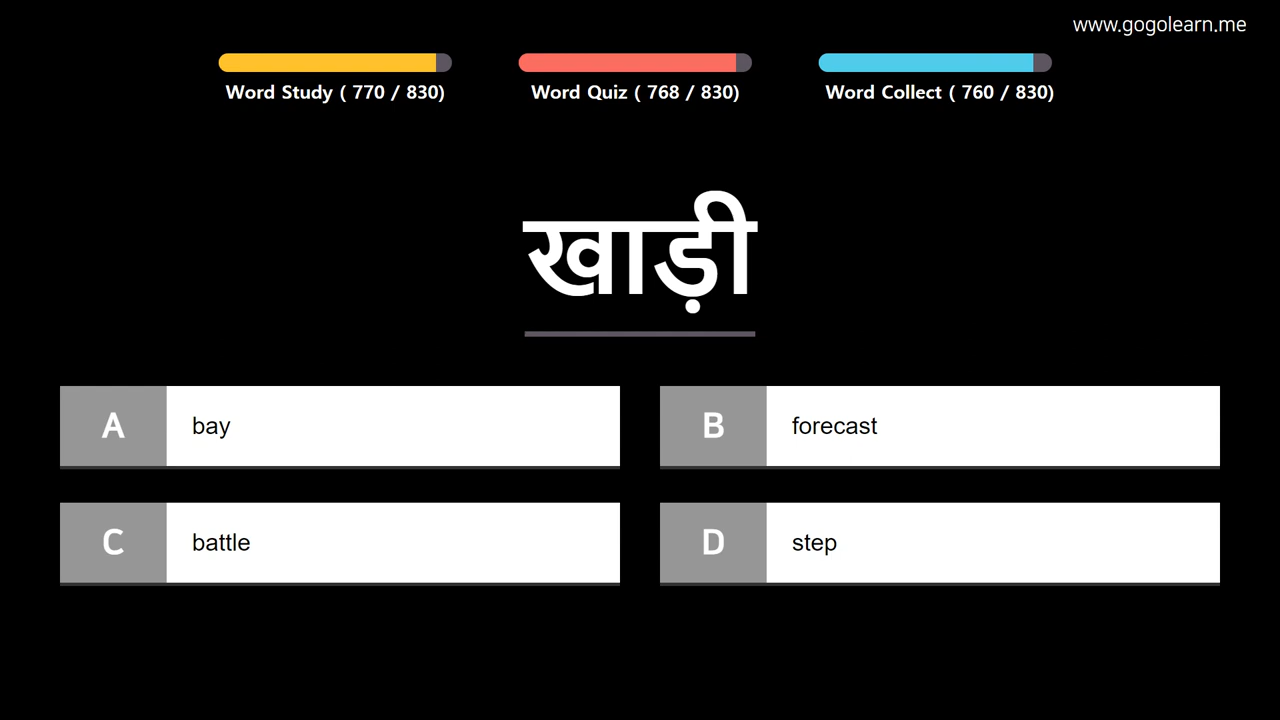 www.gogolearn.me
Word Study ( 770 / 830)
Word Quiz ( 768 / 830)
Word Collect ( 760 / 830)
खाड़ी
A bay
B forecast
C battle
D step